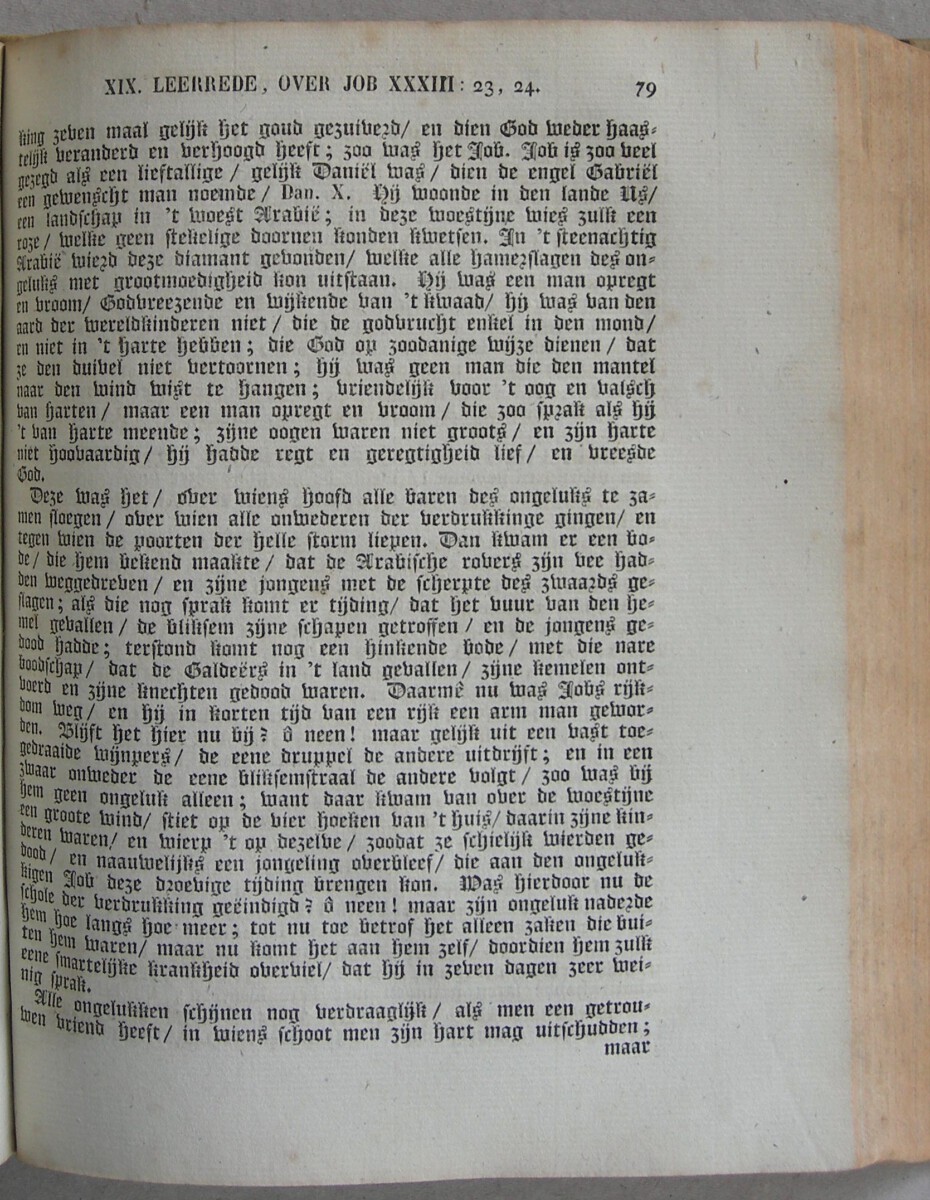 XIX. LEERREDE, OVER JOB XXXIII: 23, 24. 79
king zeven maal gelijk het goud gezuiverd/ en dien God weder haas-
telijk veranderd en verhoogd heeft; zoo was het Job. Job is zoo veel
gezegd als een lieftallige/ gelijk Daniël was/ dien de engel Gabriël
een gewenscht man noemde/ Dan. X. Hij woonde in den lande Us/
een landschap in 't woest Arabië; in deze woestijne wies zulk een
roze/ welke geen stekelige doornen konden kwetsen. In 't steenachtig
Arabië wierd deze diamant gevonden/ welke alle hamerslagen des on-
geluks met grootmoedigheid kon uitstaan. Hij was een man opregt
en vroom/ Godvreezende en wijkende van 't kwaad/ hij was van den
aard der wereldkinderen niet/ die de godvrucht enkel in den mond/
en niet in 't harte hebben; die God op zoodanige wijze dienen/ dat
ze den duivel niet vertoornen; hij was geen man die den mantel
naar den wind wist te hangen; vriendelijk voor 't oog en valsch
van harten/ maar een man opregt en vroom/ die zoo sprak als hij
't van harte meende; zijne oogen waren niet groots/ en zijn harte
niet hoovaardig/ hij hadde regt en geregtigheid lief/ en vreesde
God.
Deze was het/ over wiens hoofd alle baren des ongeluks te za-
men sloegen/ over wien alle onwederen der verdrukkinge gingen/ en
tegen wien de poorten der helle storm liepen. Dan kwam er een bo-
de/ die hem bekend maakte/ dat de Arabische rovers zijn vee had-
den weggedreven/ en zijne jongens met de scherpte des zwaards ge-
slagen; als die nog sprak komt er tijding/ dat het vuur van den he-
mel gevallen/ de bliksem zijne schapen getroffen/ en de jongens ge-
dood hadde; terstond komt nog een hinkende bode/ met die nare
boodschap/ dat de Caldeërs in 't land gevallen/ zijne kemelen ont-
voerd en zijne knechten gedood waren. Daarmê nu was Jobs rijk-
dom weg/ en hij in korten tijd van een rijk een arm man gewor-
den. Blijft het hier nu bij? ô neen! maar gelijk uit een vast toe-
gedraaide wijnpers/ de eene druppel de andere uitdrijft; en in een
zwaar onweder de eene bliksemstraal de andere volgt/ zoo was bij
hem geen ongeluk alleen; want daar kwam van over de woestijne
een groote wind/ stiet op de vier hoeken van 't huis/ daarin zijne kin-
deren waren/ en wierp 't op dezelve/ zoodat ze schielijk wierden ge-
dood/ en naauwelijks een jongeling overbleef/ die aan den ongeluk-
kigen Job deze droevige tijding brengen kon. Was hierdoor nu de
schole der verdrukking geëindigd? ô neen! maar zijn ongeluk naderde
hem hoe langs hoe meer; tot nu toe betrof het alleen zaken die bui-
ten hem waren/ maar nu komt het aan hem zelf/ doordien hem zulk
eene smartelijke krankheid overviel/ dat hij in zeven dagen zeer wei-
nig sprak.
Alle ongelukken schijnen nog verdraaglijk/ als men een getrou-
wen vriend heeft/ in wiens schoot men zijn hart mag uitschudden;
maar